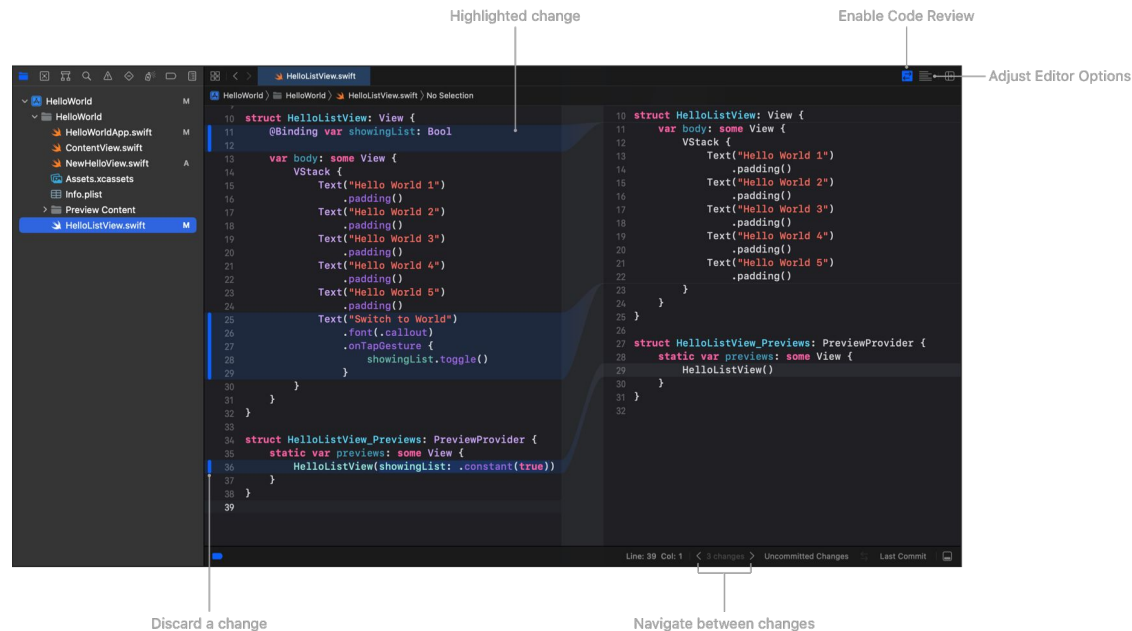 Highlighted change
Enable Code Review
Adjust Editor Options
HelloWorld M
HelloWorld
HelloWorldApp.swift M
ContentView.swift
NewHelloView.swift A
Assets.xcassets
Info.plist
Preview Content
HelloListView.swift M
HelloListView.swift
HelloWorld HelloWorld HelloListView.swift No Selection
10 struct HelloListView: View {
11 @Binding var showingList: Bool
12
13 var body: some View {
14 VStack {
15 Text("Hello World 1")
16 .padding()
17 Text("Hello World 2")
18 .padding()
19 Text("Hello World 3")
20 .padding()
21 Text("Hello World 4")
22 .padding()
23 Text("Hello World 5")
24 .padding()
25 Text("Switch to World")
26 .font(.callout)
27 .onTapGesture {
28 showingList.toggle()
29 }
30 }
31 }
32 }
33
34 struct HelloListView_Previews: PreviewProvider {
35 static var previews: some View {
36 HelloListView(showingList: .constant(true))
37 }
38 }
39
10 struct HelloListView: View {
11 var body: some View {
12 VStack {
13 Text("Hello World 1")
14 .padding()
15 Text("Hello World 2")
16 .padding()
17 Text("Hello World 3")
18 .padding()
19 Text("Hello World 4")
20 .padding()
21 Text("Hello World 5")
22 .padding()
23 }
24 }
25 }
26
27 struct HelloListView_Previews: PreviewProvider {
28 static var previews: some View {
29 HelloListView()
30 }
31 }
32
Line: 39 Col: 1 3 changes Uncommitted Changes Last Commit
Discard a change
Navigate between changes